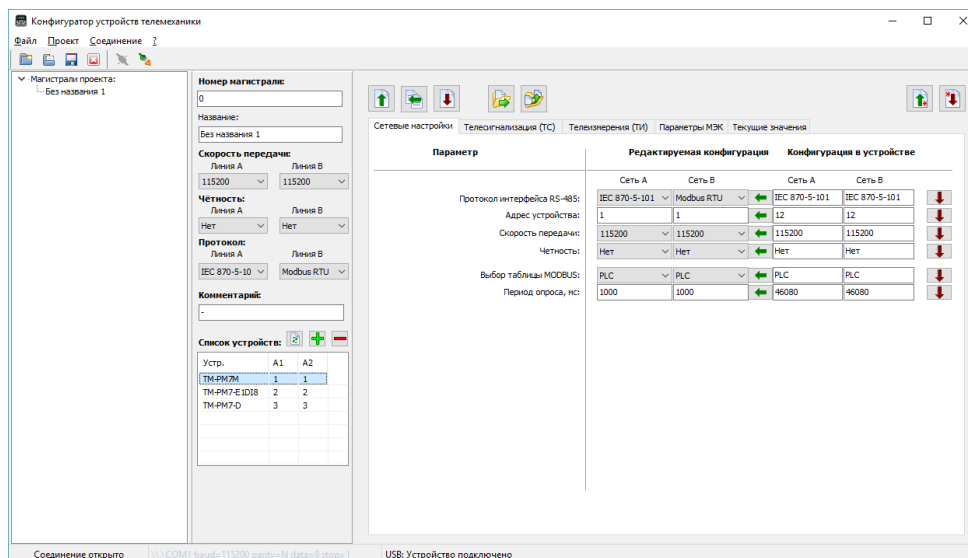 Конфигуратор устройств телемеханики
Файл Проект Соединение ?
Магистрали проекта:
Без названия 1
Номер магистрали:
0
Название:
Без названия 1
Скорость передачи:
Линия А Линия В
115200 115200
Чётность:
Линия А Линия В
Нет Нет
Протокол:
Линия А Линия В
IEC 870-5-10 Modbus RTU
Комментарий:
-
Список устройств:
Устр. А1 А2
ТМ-РМ7М 1 1
TM-PM7-E1DI8 2 2
TM-PM7-D 3 3
Сетевые настройки Телесигнализация (ТС) Телеизмерения (ТИ) Параметры МЭК Текущие значения
Параметр Редактируемая конфигурация Конфигурация в устройстве
Сеть А Сеть В Сеть А Сеть В
Протокол интерфейса RS-485: IEC 870-5-101 Modbus RTU IEC 870-5-101 IEC 870-5-101
Адрес устройства: 1 1 12 12
Скорость передачи: 115200 115200 115200 115200
Четность: Нет Нет Нет Нет
Выбор таблицы MODBUS: PLC PLC PLC PLC
Период опроса, мс: 1000 1000 46080 46080
Соединение открыто \\.\COM1 baud=115200 parity=N data=8 stop=1 USB: Устройство подключено